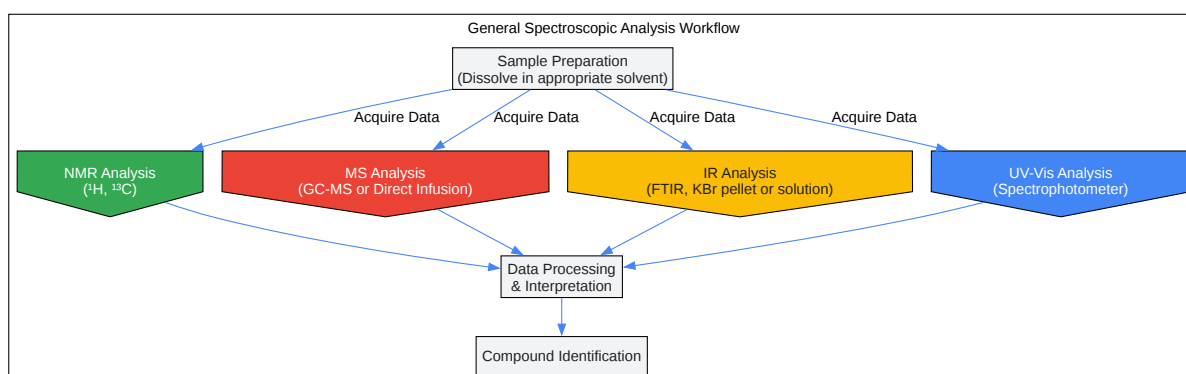 General Spectroscopic Analysis Workflow
Sample Preparation
(Dissolve in appropriate solvent)
Acquire Data
Acquire Data
Acquire Data
Acquire Data
NMR Analysis
(¹H, ¹³C)
MS Analysis
(GC-MS or Direct Infusion)
IR Analysis
(FTIR, KBr pellet or solution)
UV-Vis Analysis
(Spectrophotometer)
Data Processing
& Interpretation
Compound Identification